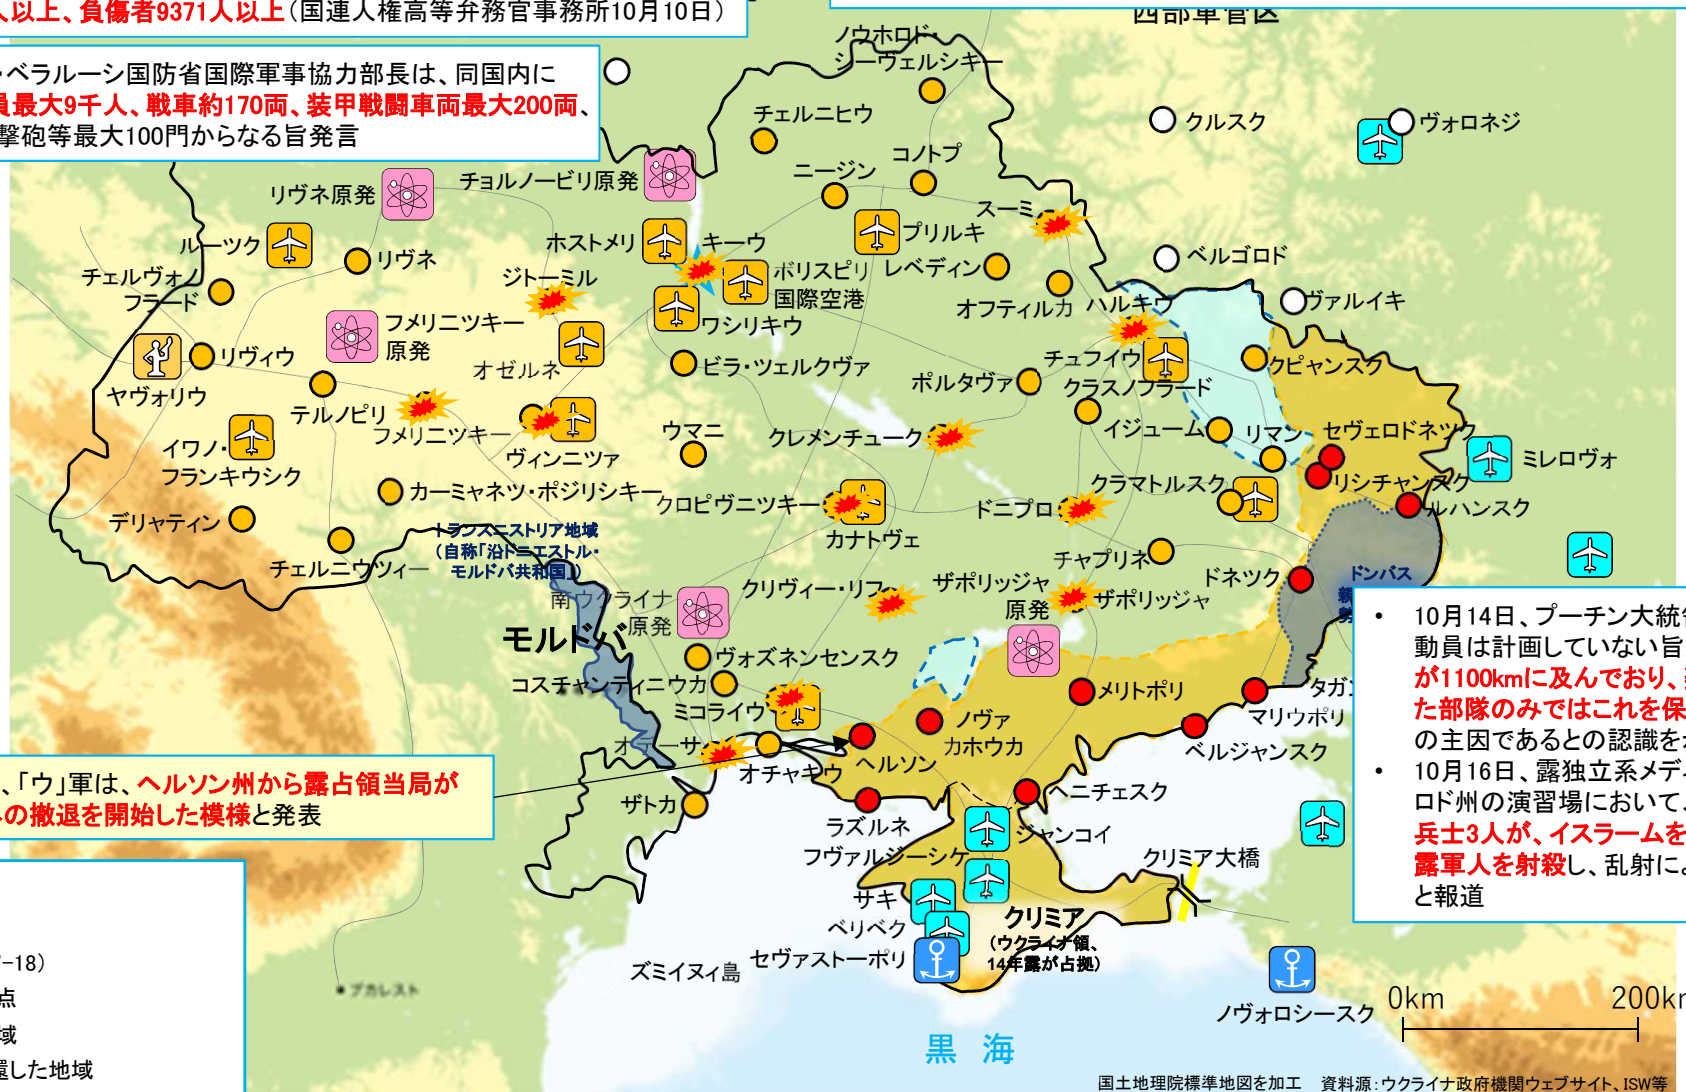 人以上、負傷者9371人以上（国連人権高等弁務官事務所10月10日）
・ベラルーシ国防省国際軍事協力部長は、同国内に
員最大9千人、戦車約170両、装甲戦闘車両最大200両、
撃砲等最大100門からなる旨発言
西部軍管区
ノウホロド・
シーヴェルシキー
チェルニヒウ
クルスク
ヴォロネジ
コノトプ
ニージン
チョルノービリ原発
リヴネ原発
スーミ
プリルキ
ホストメリ
キーウ
ルーツク
リヴネ
ベルゴロド
チェルヴォノ
フラード
ジトーミル
ボリスピリ
国際空港
レベディン
オフティルカ
ハルキウ
ヴァルイキ
フメリニツキー
原発
ワシリキウ
リヴィウ
オゼルネ
ビラ・ツェルクヴァ
チュフイウ
クピャンスク
ヤヴォリウ
ポルタヴァ
クラスノフラード
テルノピリ
フメリニツキー
ウマニ
クレメンチューク
イジューム
リマン
セヴェロドネツク
イワノ・
フランキウシク
ヴィンニツァ
ミレロヴォ
カーミャネツ・ポジリシキー
クロピヴニツキー
クラマトルスク
リシチャンスク
ルハンスク
デリャティン
ドニプロ
トランスニストリア地域
（自称「沿ドニエストル・
モルドバ共和国」）
カナトヴェ
チェルニウツィー
チャプリネ
ドネツク
ドンバス
親
クリヴィー・リフ
ザポリッジャ
原発
ザポリッジャ
南ウクライナ
原発
モルドバ
ヴォズネンセンスク
コスチャンティニウカ
ミコライウ
メリトポリ
マリウポリ
タガ
ノヴァ
カホウカ
ベルジャンスク
オデーサ
オチャキウ
ヘルソン
ヘニチェスク
ザトカ
ラズルネ
ジャンコイ
フヴァルジーシケ
クリミア大橋
サキ
クリミア
（ウクライナ領、
14年露が占拠）
ベリベク
セヴァストーポリ
ズミイヌィ島
ノヴォロシースク
ブカレスト
黒 海
、「ウ」軍は、ヘルソン州から露占領当局が
の撤退を開始した模様と発表
• 10月14日、プーチン大統
動員は計画していない旨
が1100kmに及んでおり、
た部隊のみではこれを保
の主因であるとの認識を
• 10月16日、露独立系メデ
ロド州の演習場において、
兵士3人が、イスラームを
露軍人を射殺し、乱射によ
と報道
-18）
点
域
還した地域
0km 200km
国土地理院標準地図を加工 資料源：ウクライナ政府機関ウェブサイト、ISW等